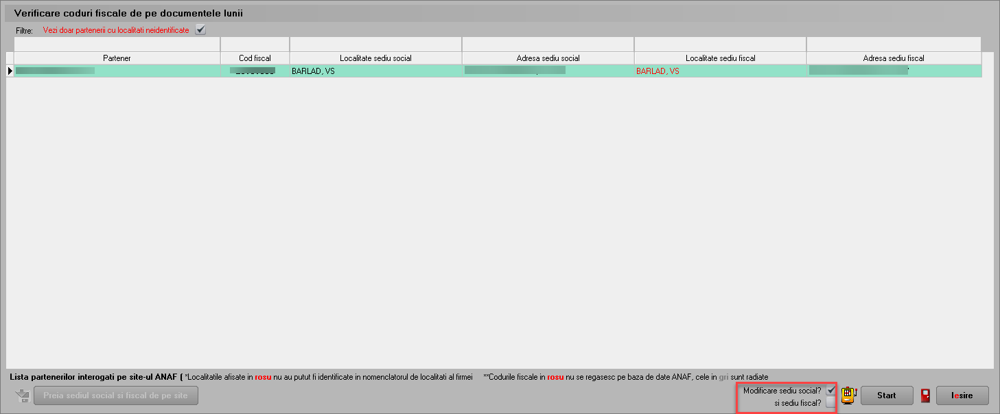 Verificare coduri fiscale de pe documentele lunii
Filtre: Vezi doar partenerii cu localitati neidentificate
Partener Cod fiscal Localitate sediu social Adresa sediu social Localitate sediu fiscal Adresa sediu fiscal
BARLAD, VS BARLAD, VS
Lista partenerilor interogati pe site-ul ANAF ( *Localitatile afisate in rosu nu au putut fi identificate in nomenclatorul de localitati al firmei **Codurile fiscale in rosu nu se regasesc pe baza de date ANAF, cele in gri sunt radiate
Preia sediul social si fiscal de pe site
Modificare sediu social?
si sediu fiscal?
Start
Iesire